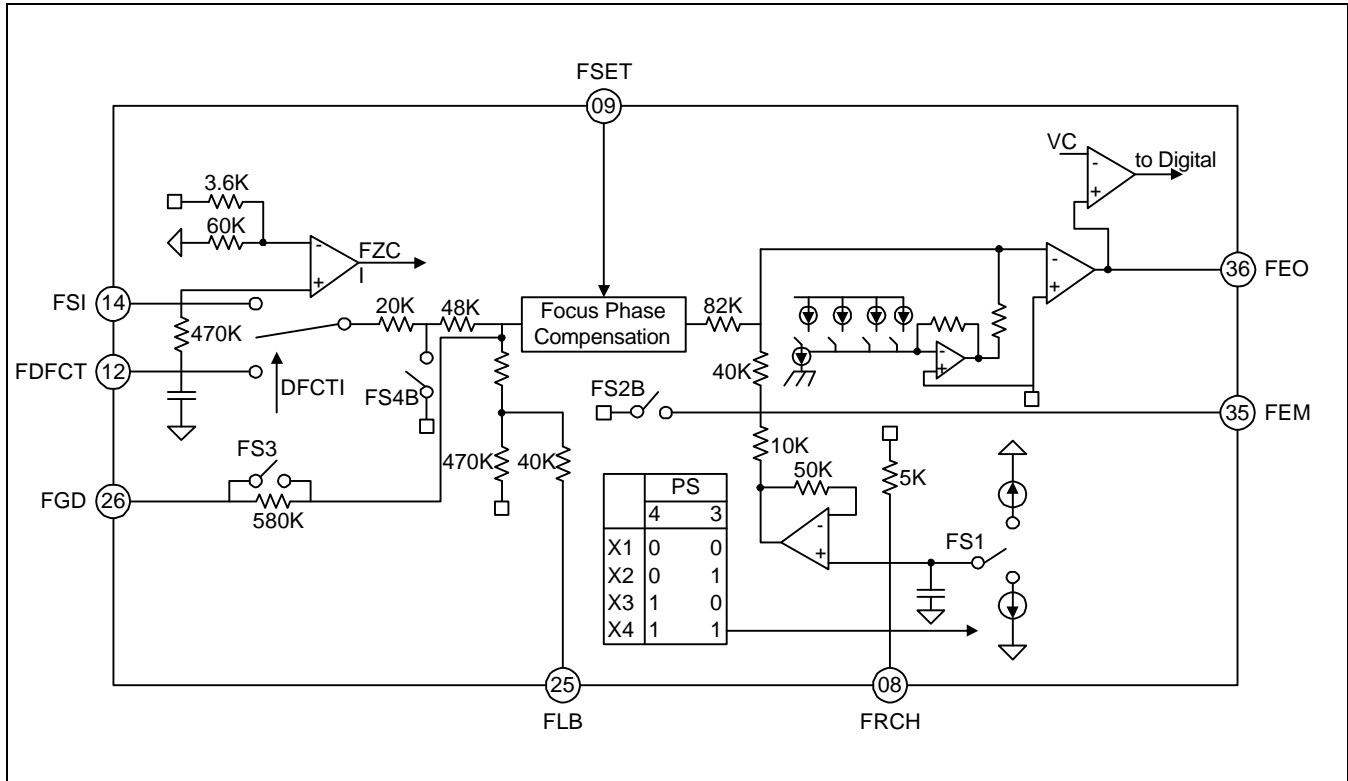 FSET
09
VC
to Digital
-
+
3.6K
60K
-
+
FZC
I
FSI
14
20K
48K
Focus Phase
Compensation
82K
-
+
36
FEO
470K
FDFCT
12
DFCTI
FS4B
40K
-
+
FS2B
35
FEM
FS3
470K
40K
10K
50K
5K
FGD
26
580K
PS
4 3
X1 0 0
X2 0 1
X3 1 0
X4 1 1
-
+
FS1
25
08
FLB
FRCH